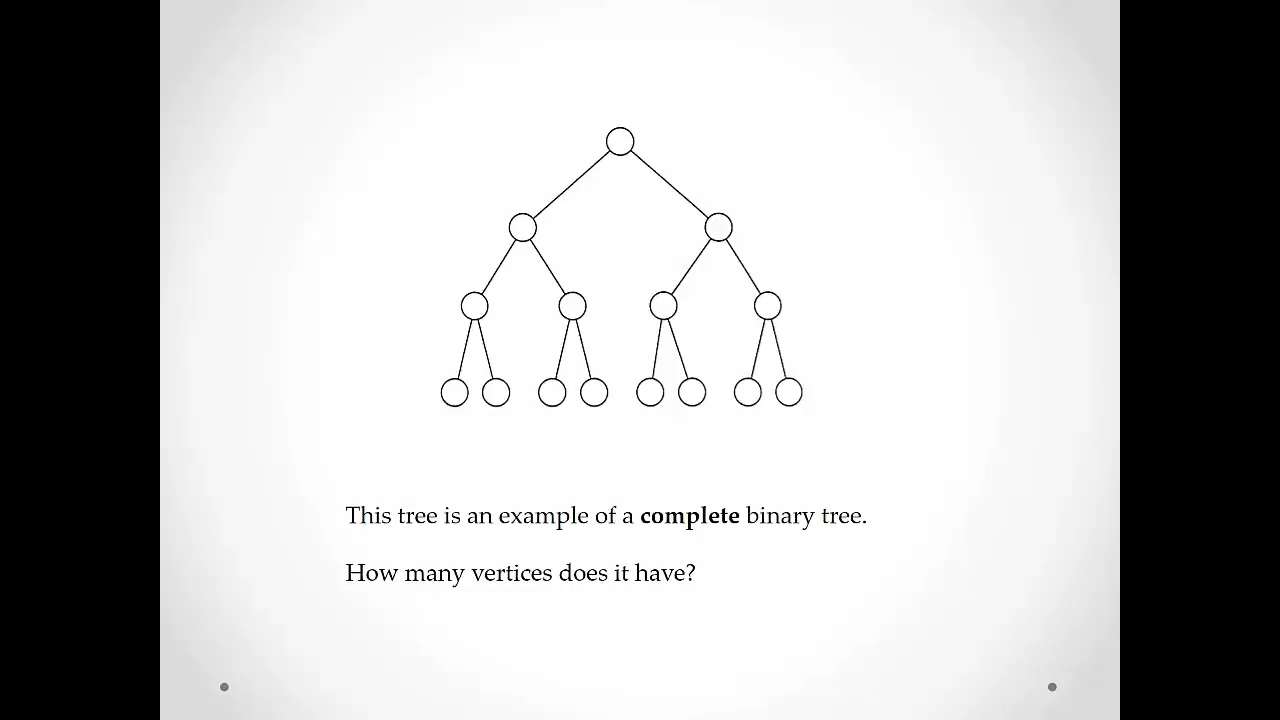 This tree is an example of a complete binary tree.
How many vertices does it have?